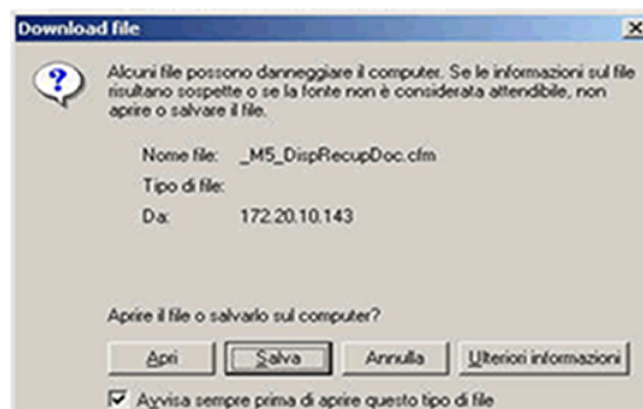 Download file
Alcuni file possono danneggiare il computer. Se le informazioni sul file
risultano sospette o se la fonte non è considerata attendibile, non
aprire o salvare il file.
Nome file: _M5_DispRecupDoc.cfm
Tipo di file:
Da: 172.20.10.143
Aprire il file o salvarlo sul computer?
Apri Salva Annulla Ulteriori informazioni
Avvisa sempre prima di aprire questo tipo di file